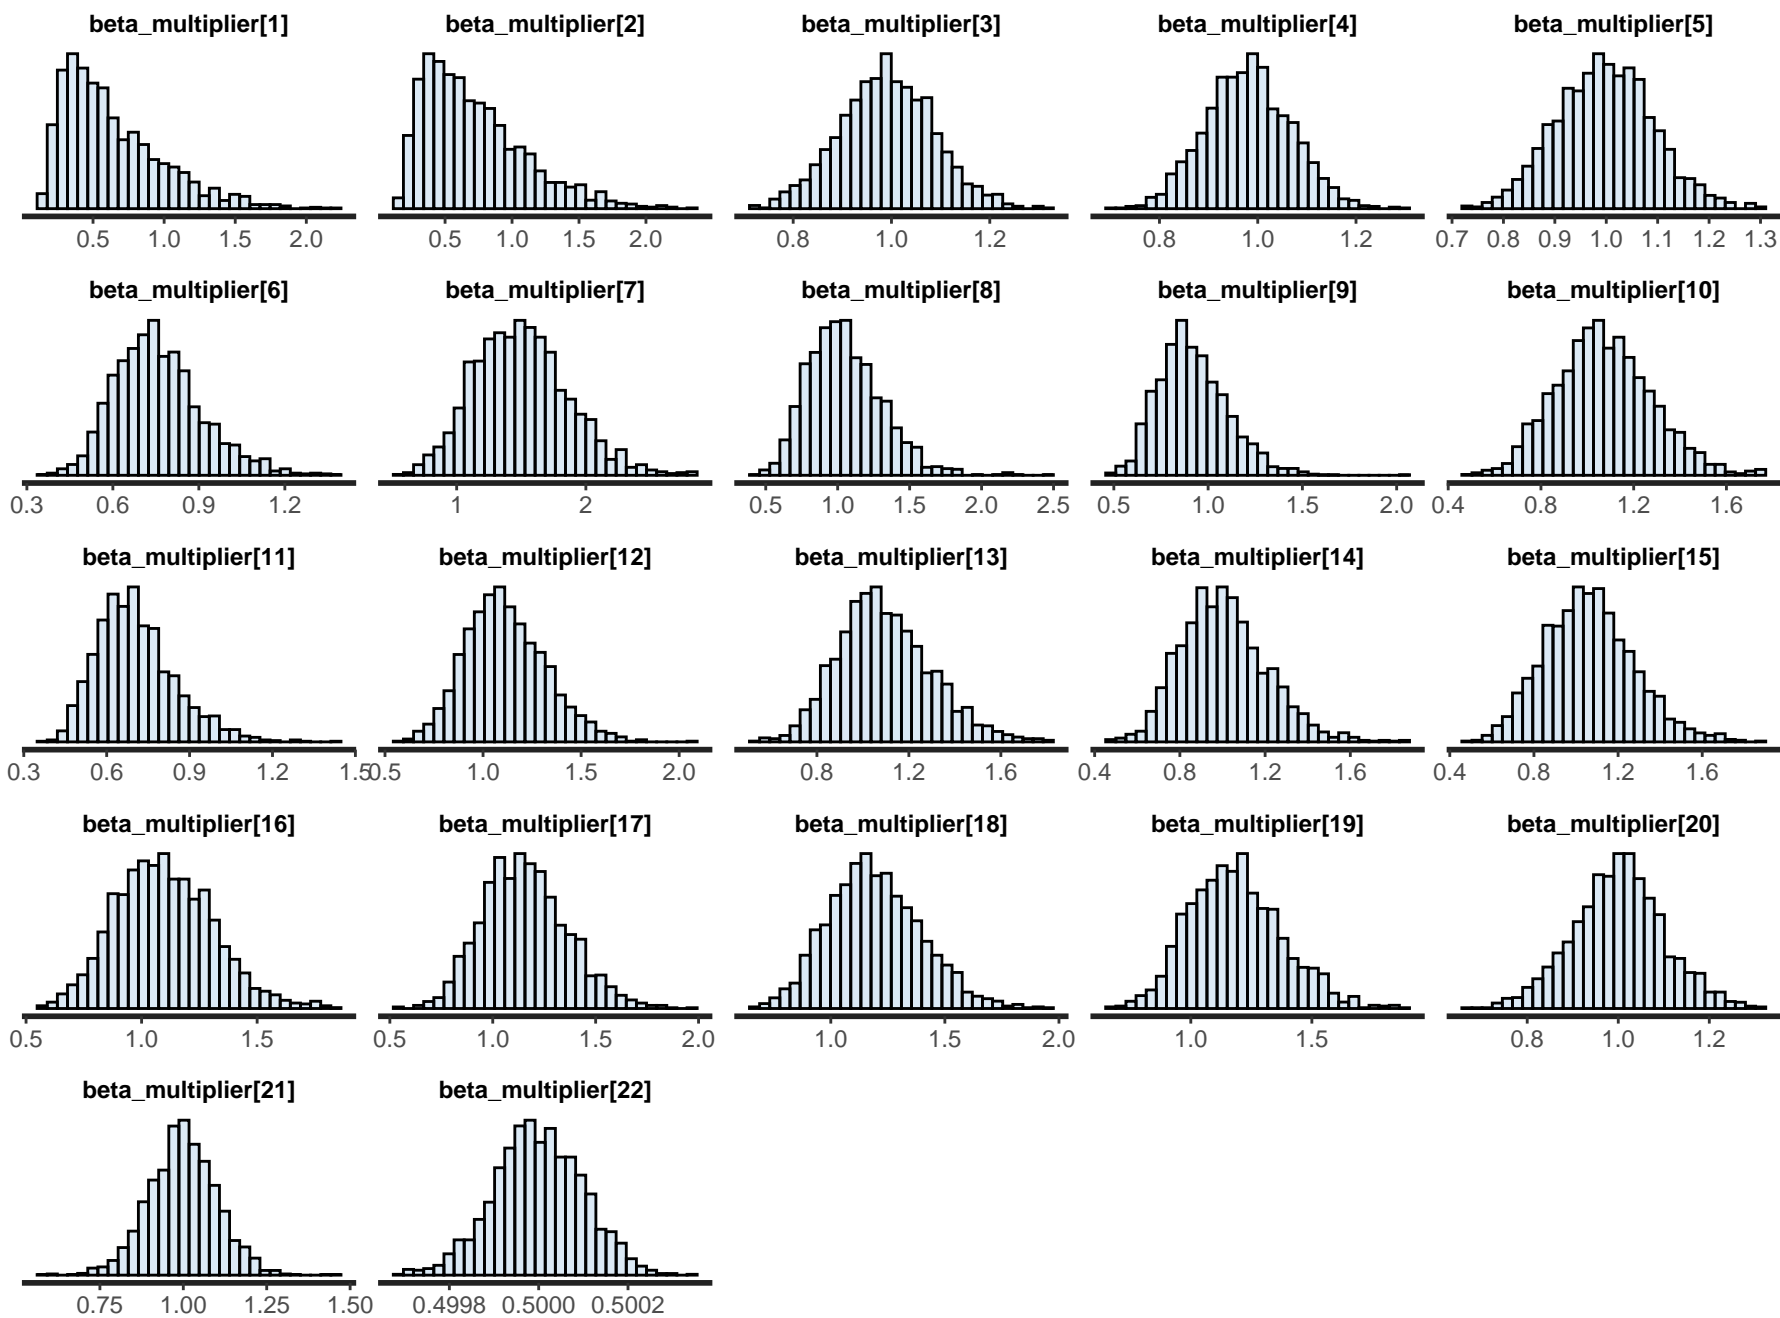 beta_multiplier[1] beta_multiplier[2] beta_multiplier[3] beta_multiplier[4] beta_multiplier[5]
0.5 1.0 1.5 2.0 0.5 1.0 1.5 2.0 0.8 1.0 1.2 0.8 1.0 1.2 0.7 0.8 0.9 1.0 1.1 1.2 1.3
beta_multiplier[6] beta_multiplier[7] beta_multiplier[8] beta_multiplier[9] beta_multiplier[10]
0.3 0.6 0.9 1.2 1 2 0.5 1.0 1.5 2.0 2.5 0.5 1.0 1.5 2.0 0.4 0.8 1.2 1.6
beta_multiplier[11] beta_multiplier[12] beta_multiplier[13] beta_multiplier[14] beta_multiplier[15]
0.3 0.6 0.9 1.2 1.5 0.5 1.0 1.5 2.0 0.8 1.2 1.6 0.4 0.8 1.2 1.6 0.4 0.8 1.2 1.6
beta_multiplier[16] beta_multiplier[17] beta_multiplier[18] beta_multiplier[19] beta_multiplier[20]
0.5 1.0 1.5 0.5 1.0 1.5 2.0 1.0 1.5 2.0 1.0 1.5 0.8 1.0 1.2
beta_multiplier[21] beta_multiplier[22]
0.75 1.00 1.25 1.50 0.4998 0.5000 0.5002